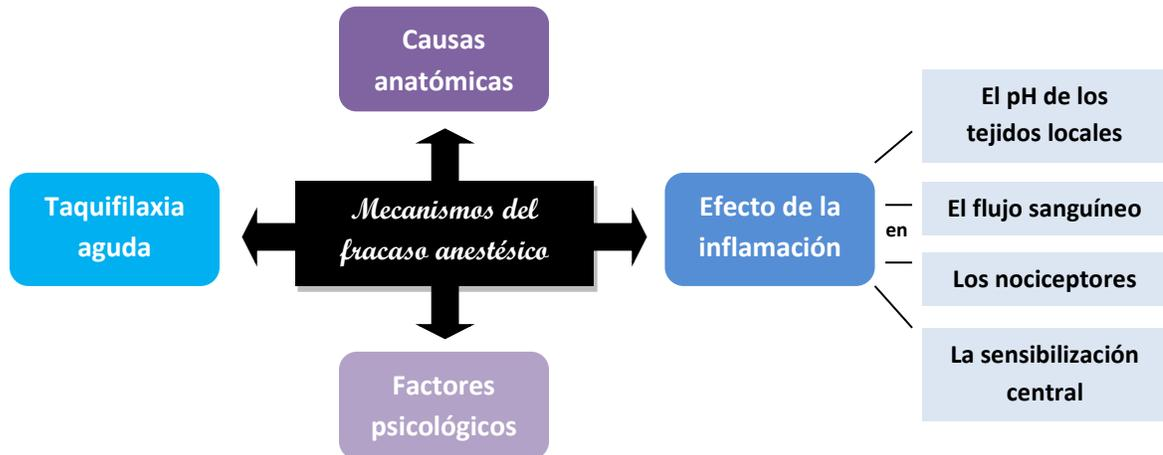 Causas
anatómicas
Taquifilaxia
aguda
Mecanismos del
fracaso anestésico
Efecto de la
inflamación
en
El pH de los
tejidos locales
El flujo sanguíneo
Los nociceptores
La sensibilización
central
Factores
psicológicos